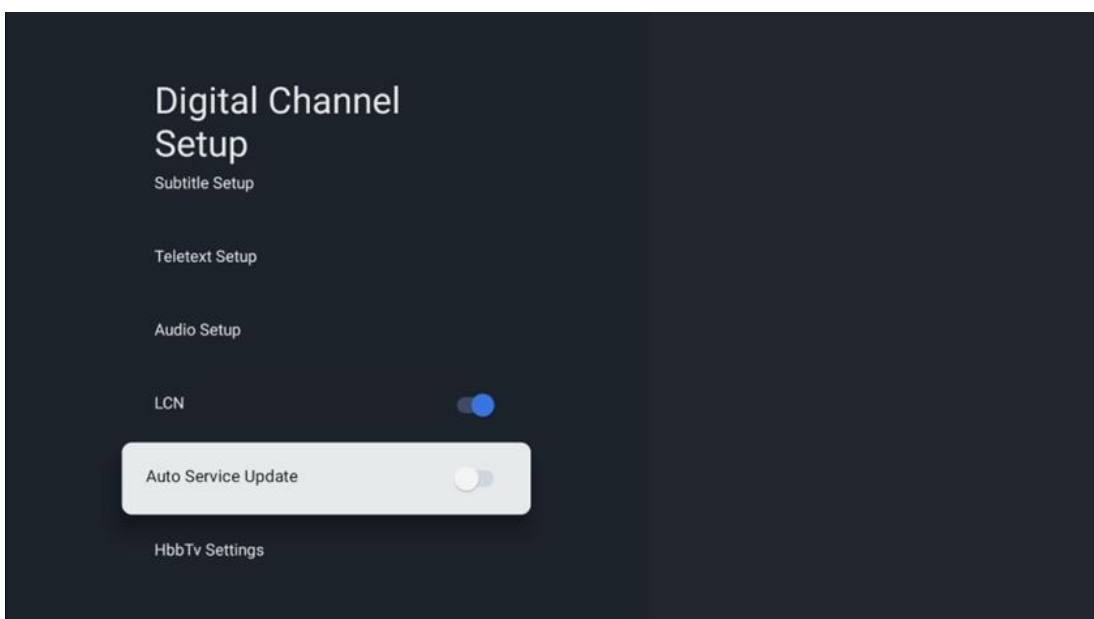 Digital Channel
Setup
Subtitle Setup
Teletext Setup
Audio Setup
LCN
Auto Service Update
HbbTv Settings